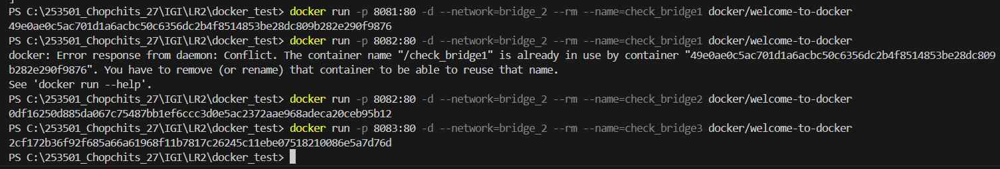 PS C:\253501_Chopchits_27\IGI\LR2\docker_test> docker run -p 8081:80 -d --network=bridge_2 --rm --name=check_bridge1 docker/welcome-to-docker
49e0ae0c5ac701d1a6acbc50c6356dc2b4f8514853be28dc809b282e290f9876
PS C:\253501_Chopchits_27\IGI\LR2\docker_test> docker run -p 8082:80 -d --network=bridge_2 --rm --name=check_bridge1 docker/welcome-to-docker
docker: Error response from daemon: Conflict. The container name "/check_bridge1" is already in use by container "49e0ae0c5ac701d1a6acbc50c6356dc2b4f8514853be28dc809
b282e290f9876". You have to remove (or rename) that container to be able to reuse that name.
See 'docker run --help'.
PS C:\253501_Chopchits_27\IGI\LR2\docker_test> docker run -p 8082:80 -d --network=bridge_2 --rm --name=check_bridge2 docker/welcome-to-docker
0df16250d885da067c75487bb1ef6ccc3d0e5ac2372aae968adeca20ceb95b12
PS C:\253501_Chopchits_27\IGI\LR2\docker_test> docker run -p 8083:80 -d --network=bridge_2 --rm --name=check_bridge3 docker/welcome-to-docker
2cf172b36f92f685a66a61968f11b7817c26245c11ebe07518210086e5a7d76d
PS C:\253501_Chopchits_27\IGI\LR2\docker_test>